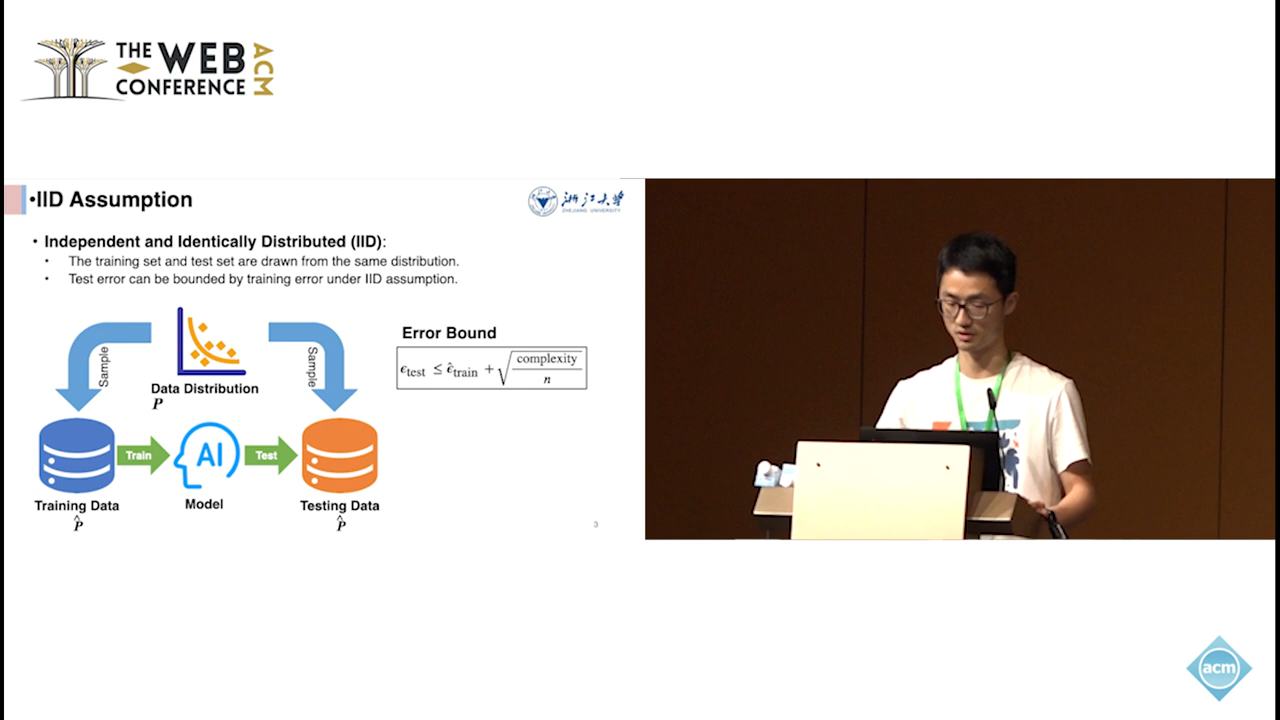 THE WEB
CONFERENCE
ACM
•IID Assumption
浙江大学
ZHEJIANG UNIVERSITY
• Independent and Identically Distributed (IID):
• The training set and test set are drawn from the same distribution.
• Test error can be bounded by training error under IID assumption.
Sample
Sample
Data Distribution
P
Error Bound
ϵ_test ≤ ϵ̂_train + √(complexity / n)
Train
AI
Test
Training Data
P̂
Model
Testing Data
P̂
3
acm